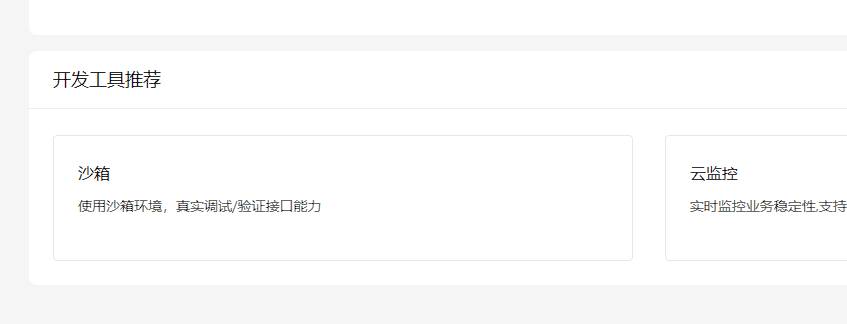 开发工具推荐
沙箱
使用沙箱环境，真实调试/验证接口能力
云监控
实时监控业务稳定性,支持